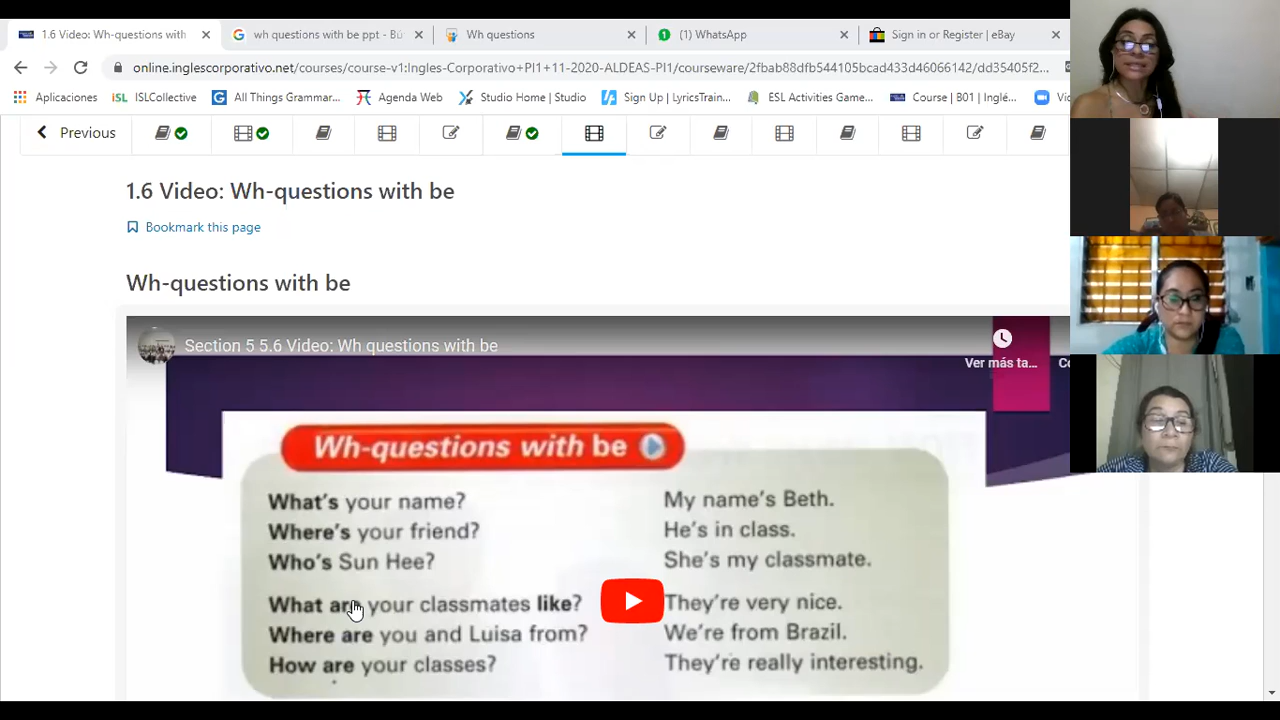 1.6 Video: Wh-questions with
wh questions with be ppt - Bú
Wh questions
(1) WhatsApp
Sign in or Register | eBay
online.inglescorporativo.net/courses/course-v1:Ingles-Corporativo+PI1+11-2020-ALDEAS-PI1/courseware/2fbab88dfb544105bcad433d46066142/dd35405f2...
Aplicaciones
iSL ISLCollective
All Things Grammar...
Agenda Web
Studio Home | Studio
Sign Up | LyricsTrain...
ESL Activities Game...
Course | B01 | Inglé...
Previous
1.6 Video: Wh-questions with be
Bookmark this page
Wh-questions with be
Section 5 5.6 Video: Wh questions with be
Ver más ta...
Wh-questions with be
What's your name? My name's Beth.
Where's your friend? He's in class.
Who's Sun Hee? She's my classmate.
What are your classmates like? They're very nice.
Where are you and Luisa from? We're from Brazil.
How are your classes? They're really interesting.